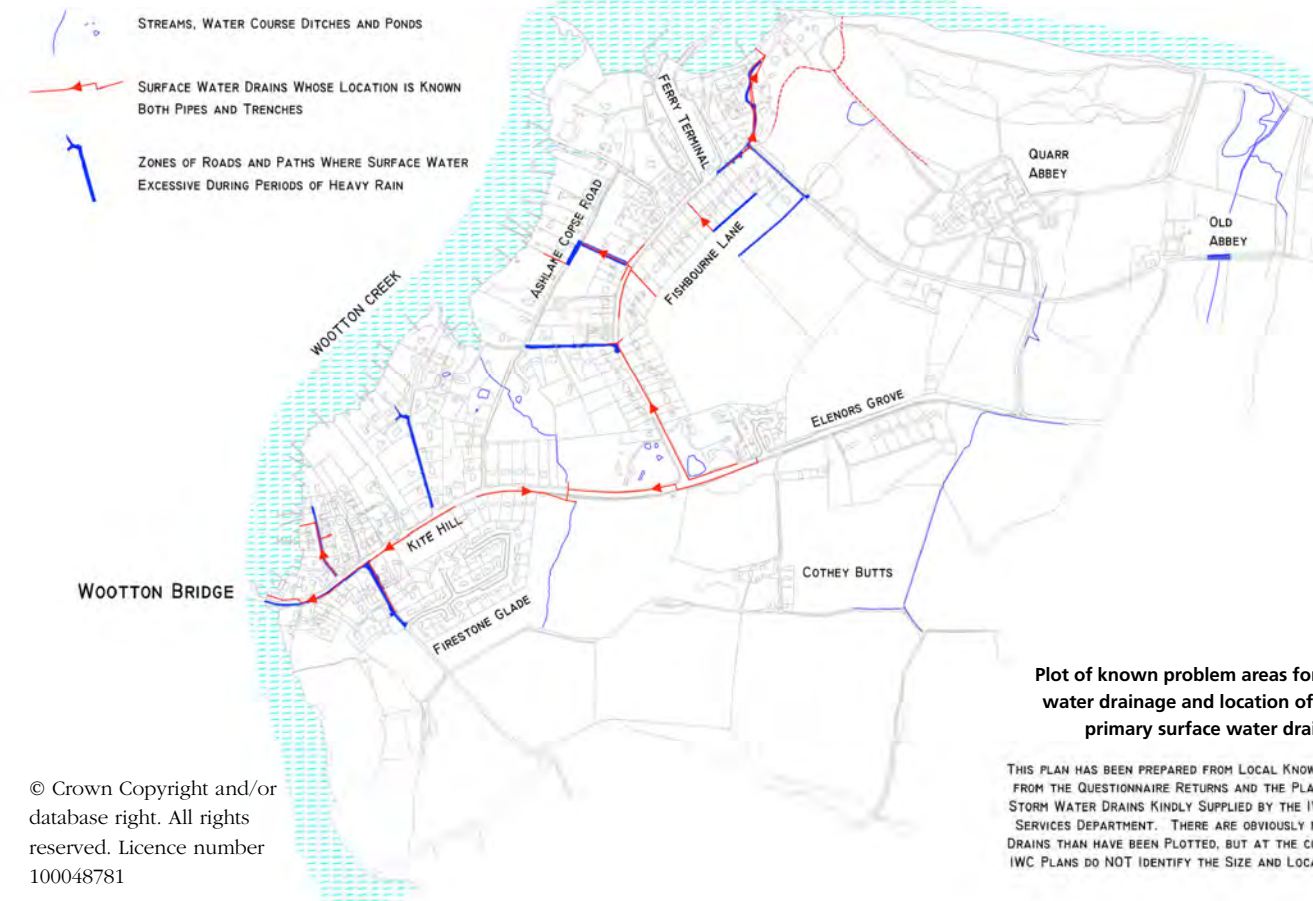 STREAMS, WATER COURSE DITCHES AND PONDS
SURFACE WATER DRAINS WHOSE LOCATION IS KNOWN
BOTH PIPES AND TRENCHES
ZONES OF ROADS AND PATHS WHERE SURFACE WATER
EXCESSIVE DURING PERIODS OF HEAVY RAIN
FERRY TERMINAL
QUARR
ABBEY
OLD
ABBEY
ASHLAKE COPSE ROAD
FISHBOURNE LANE
WOOTTON CREEK
ELENORS GROVE
KITE HILL
WOOTTON BRIDGE
COTHEY BUTTS
FIRESTONE GLADE
Plot of known problem areas for
water drainage and location of
primary surface water
THIS PLAN HAS BEEN PREPARED FROM LOCAL
FROM THE QUESTIONNAIRE RETURNS AND THE
STORM WATER DRAINS KINDLY SUPPLIED BY THE
SERVICES DEPARTMENT. THERE ARE OBVIOUSLY
DRAINS THAN HAVE BEEN PLOTTED, BUT AT THE
IWC PLANS DO NOT IDENTIFY THE SIZE AND
© Crown Copyright and/or
database right. All rights
reserved. Licence number
100048781